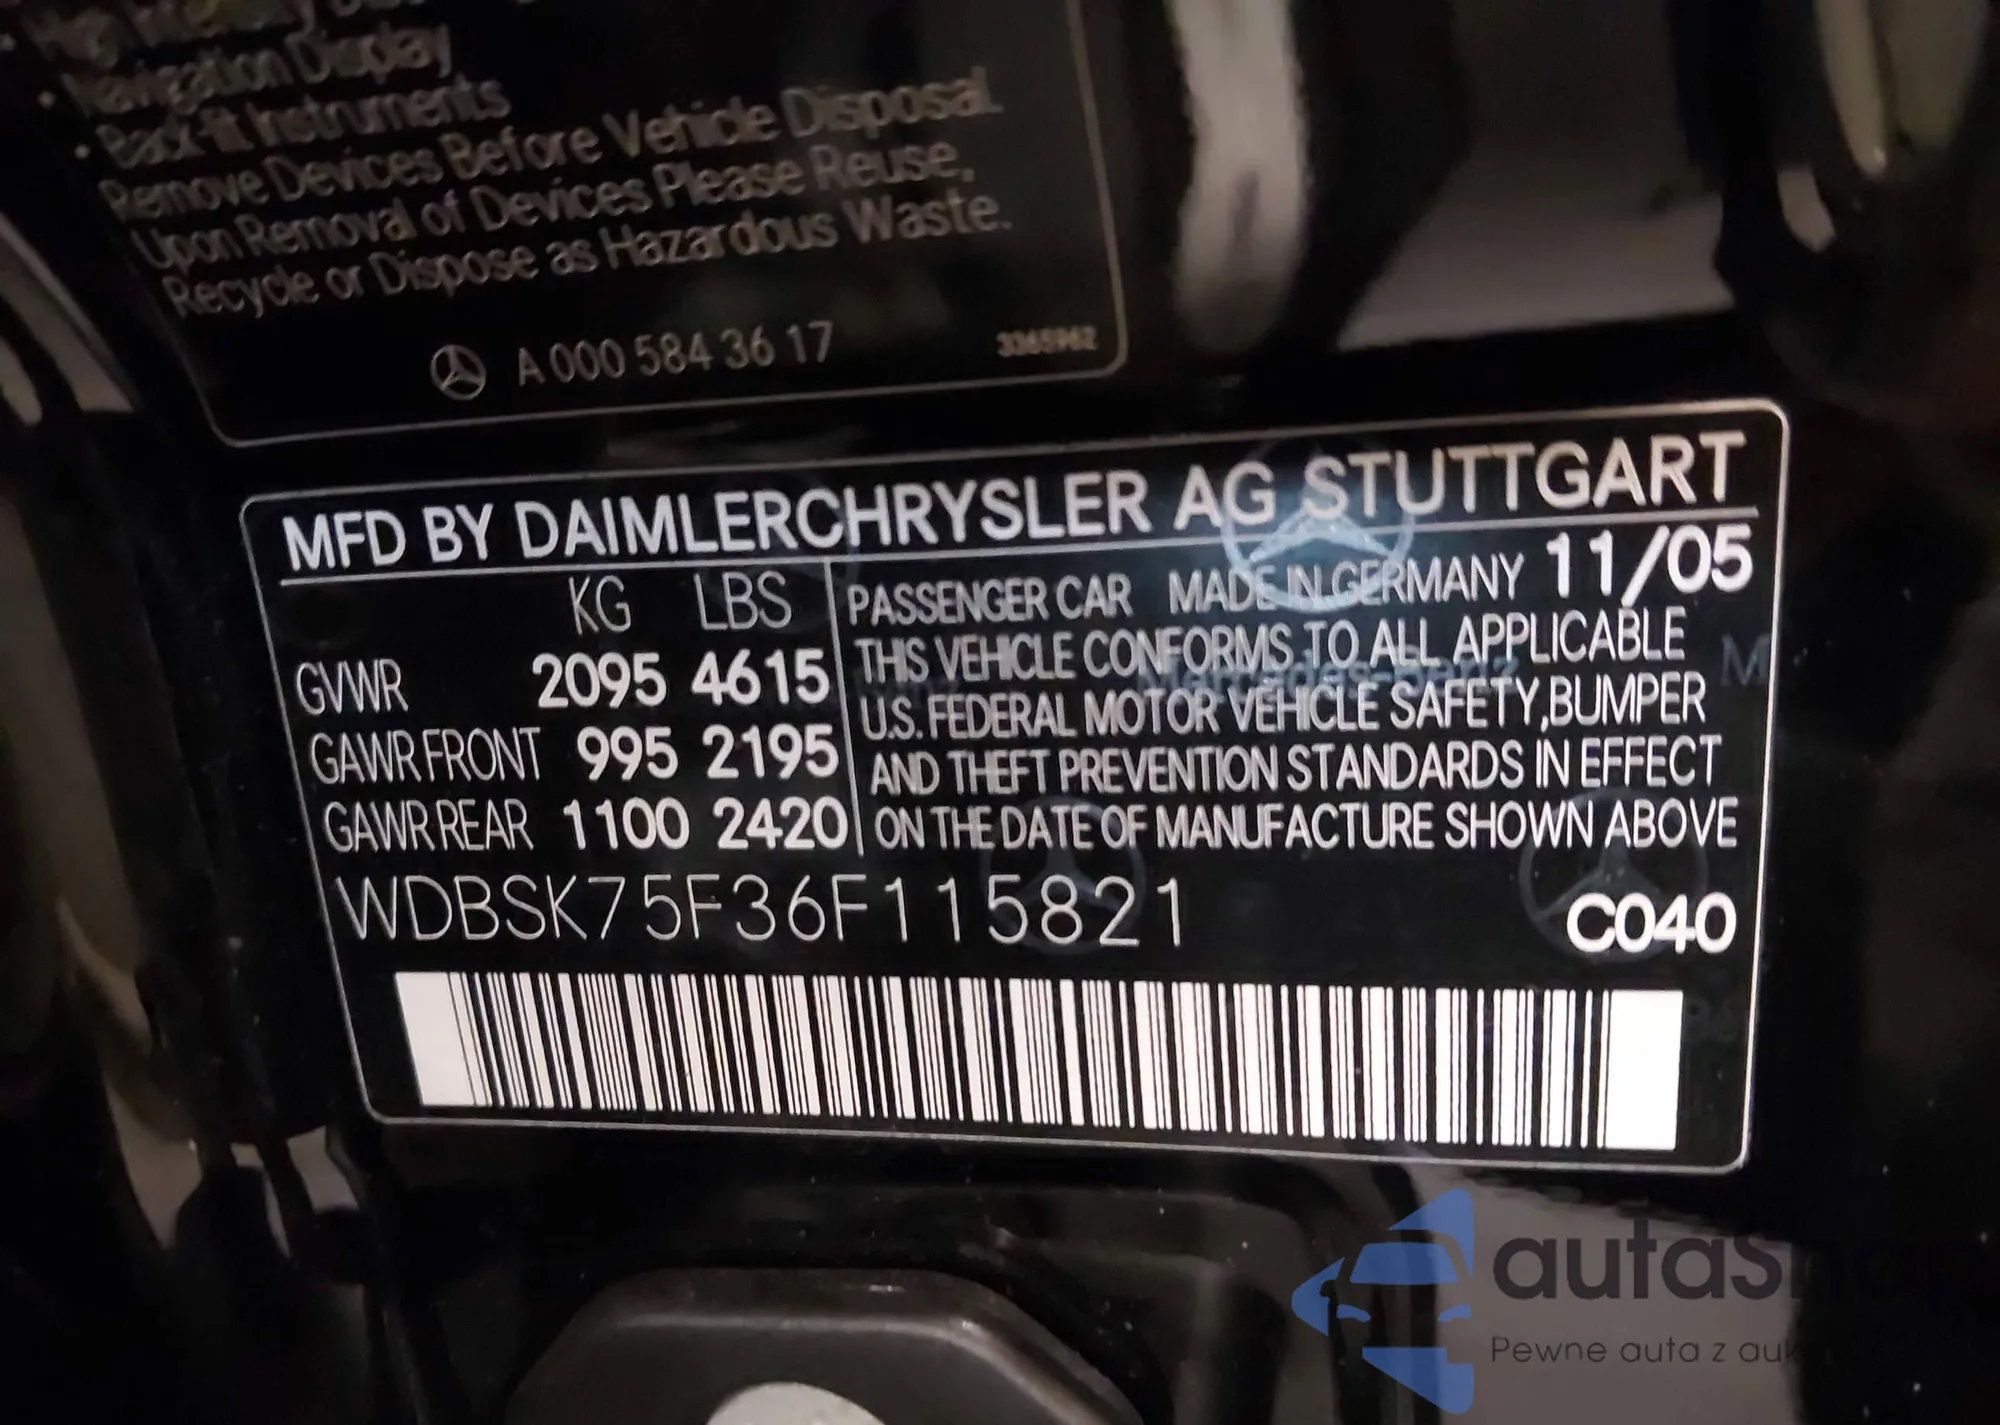 Navigation Display
Back-fit Instruments
Remove Devices Before Vehicle Disposal.
Upon Removal of Devices Please Reuse,
Recycle or Dispose as Hazardous Waste.
A 000 584 36 17
3365962
MFD BY DAIMLERCHRYSLER AG STUTTGART
KG LBS
GVWR 2095 4615
GAWR FRONT 995 2195
GAWR REAR 1100 2420
PASSENGER CAR MADE IN GERMANY 11/05
THIS VEHICLE CONFORMS TO ALL APPLICABLE
U.S. FEDERAL MOTOR VEHICLE SAFETY, BUMPER
AND THEFT PREVENTION STANDARDS IN EFFECT
ON THE DATE OF MANUFACTURE SHOWN ABOVE
Mercedes-Benz
WDBSK75F36F115821
C040
Pewne auta z